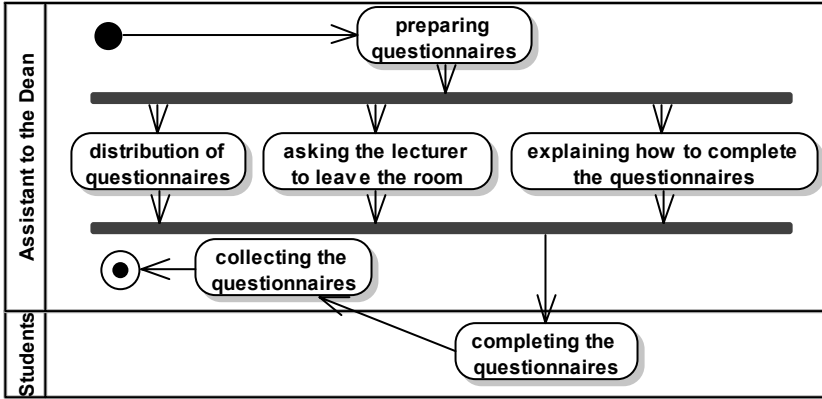 Assistant to the Dean
preparing
questionnaires
distribution of
questionnaires
asking the lecturer
to leave the room
explaining how to complete
the questionnaires
collecting the
questionnaires
Students
completing the
questionnaires